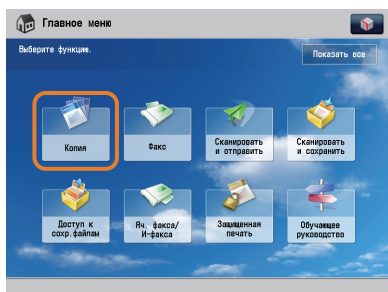 Главное меню
Выберите функцию.
Показать все
Копия
Факс
Сканировать
и отправить
Сканировать
и сохранить
Доступ к
сохр.файлам
Яч. факса/
И-факса
Защищенная
печать
Обучающее
руководство